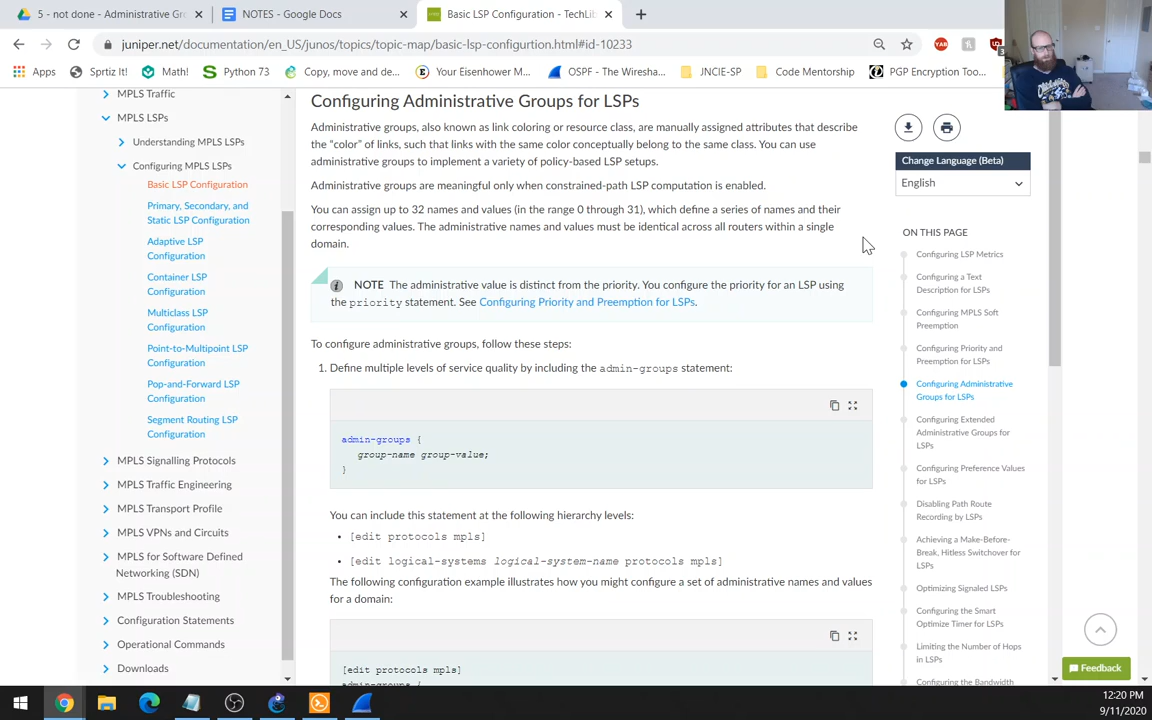 5 - not done - Administrative Gr
NOTES - Google Docs
Basic LSP Configuration - TechLi
juniper.net/documentation/en_US/junos/topics/topic-map/basic-lsp-configurtion.html#id-10233
Apps
Sprtiz It!
Math!
Python 73
Copy, move and de...
Your Eisenhower M...
OSPF - The Wiresha...
JNCIE-SP
Code Mentorship
PGP Encryption Too...
MPLS Traffic
MPLS LSPs
Understanding MPLS LSPs
Configuring MPLS LSPs
Basic LSP Configuration
Primary, Secondary, and
Static LSP Configuration
Adaptive LSP
Configuration
Container LSP
Configuration
Multiclass LSP
Configuration
Point-to-Multipoint LSP
Configuration
Pop-and-Forward LSP
Configuration
Segment Routing LSP
Configuration
MPLS Signalling Protocols
MPLS Traffic Engineering
MPLS Transport Profile
MPLS VPNs and Circuits
MPLS for Software Defined
Networking (SDN)
MPLS Troubleshooting
Configuration Statements
Operational Commands
Downloads
Configuring Administrative Groups for LSPs
Administrative groups, also known as link coloring or resource class, are manually assigned attributes that describe
the “color” of links, such that links with the same color conceptually belong to the same class. You can use
administrative groups to implement a variety of policy-based LSP setups.
Administrative groups are meaningful only when constrained-path LSP computation is enabled.
You can assign up to 32 names and values (in the range 0 through 31), which define a series of names and their
corresponding values. The administrative names and values must be identical across all routers within a single
domain.
NOTE The administrative value is distinct from the priority. You configure the priority for an LSP using
the priority statement. See Configuring Priority and Preemption for LSPs.
To configure administrative groups, follow these steps:
1. Define multiple levels of service quality by including the admin-groups statement:
admin-groups {
group-name group-value;
}
You can include this statement at the following hierarchy levels:
• [edit protocols mpls]
• [edit logical-systems logical-system-name protocols mpls]
The following configuration example illustrates how you might configure a set of administrative names and values
for a domain:
[edit protocols mpls]
admin-groups {
Change Language (Beta)
English
ON THIS PAGE
Configuring LSP Metrics
Configuring a Text
Description for LSPs
Configuring MPLS Soft
Preemption
Configuring Priority and
Preemption for LSPs
Configuring Administrative
Groups for LSPs
Configuring Extended
Administrative Groups for
LSPs
Configuring Preference Values
for LSPs
Disabling Path Route
Recording by LSPs
Achieving a Make-Before-
Break, Hitless Switchover for
LSPs
Optimizing Signaled LSPs
Configuring the Smart
Optimize Timer for LSPs
Limiting the Number of Hops
in LSPs
Configuring the Bandwidth
Feedback
12:20 PM
9/11/2020